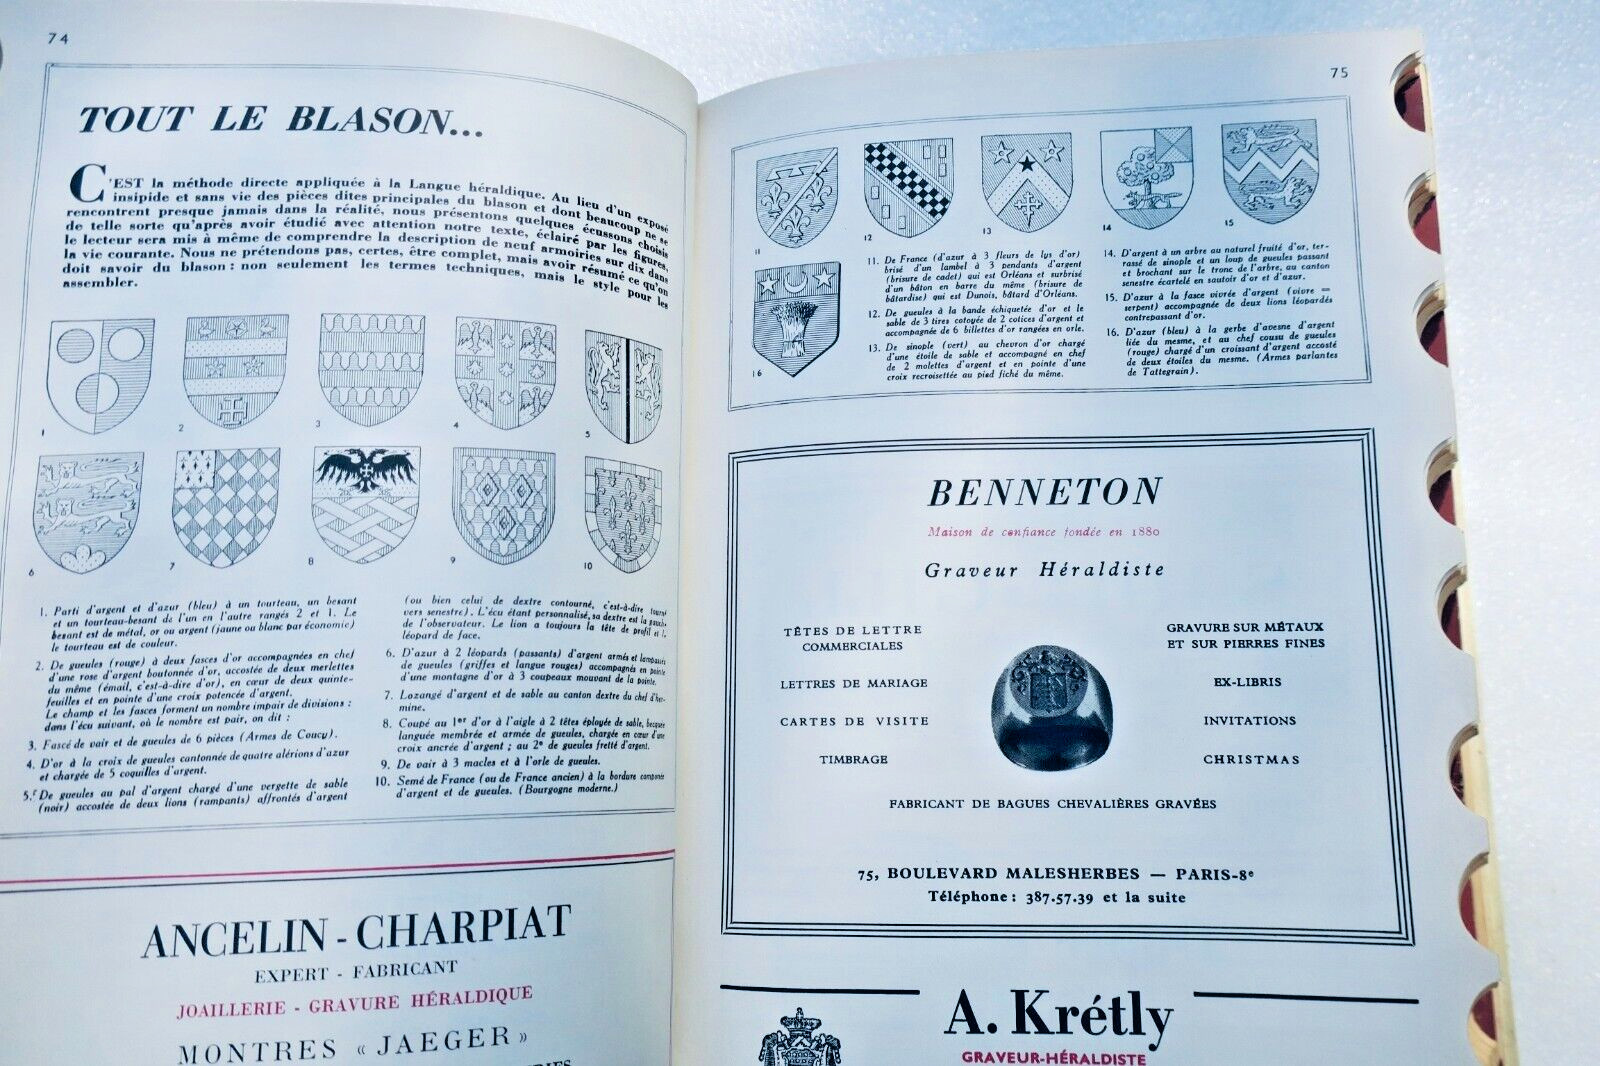 74
TOUT LE BLASON...
C'EST la méthode directe appliquée à la Langue héraldique. Au lieu d'un exposé
insipide et sans vie des pièces dites principales du blason et dont beaucoup ne se
rencontrent presque jamais dans la réalité, nous présentons quelques écussons choisis
de telle sorte qu'après avoir étudié avec attention notre texte, éclairé par les figures,
le lecteur sera mis à même de comprendre la description de neuf armoiries sur dix dans
la vie courante. Nous ne prétendons pas, certes, être complet, mais avoir résumé ce qu'on
doit savoir du blason : non seulement les termes techniques, mais le style pour les
assembler.
1
2
3
4
5
6
7
8
9
10
1. Parti d'argent et d'azur (bleu) à un tourteau, un besant
et un tourteau-besant de l'un en l'autre rangés 2 et 1. Le
besant est de métal, or ou argent (jaune ou blanc par économie)
le tourteau est de couleur.
2. De gueules (rouge) à deux fasces d'or accompagnées en chef
d'une rose d'argent boutonnée d'or, accostée de deux merlettes
du même (émail, c'est-à-dire d'or), en cœur de deux quinte-
feuilles et en pointe d'une croix potencée d'argent.
Le champ et les fasces forment un nombre impair de divisions :
dans l'écu suivant, où le nombre est pair, on dit :
3. Fascé de vair et de gueules de 6 pièces (Armes de Coucy).
4. D'or à la croix de gueules cantonnée de quatre alérions d'azur
et chargée de 5 coquilles d'argent.
5. De gueules au pal d'argent chargé d'une vergette de sable
(noir) accostée de deux lions (rampants) affrontés d'argent
(ou bien celui de dextre contourné, c'est-à-dire tourné
vers senestre). L'écu étant personnalisé, sa dextre est la gauche
de l'observateur. Le lion a toujours la tête de profil et le
léopard de face.
6. D'azur à 2 léopards (passants) d'argent armés et lampassés
de gueules (griffes et langue rouges) accompagnés en pointe
d'une montagne d'or à 3 coupeaux mouvant de la pointe.
7. Lozangé d'argent et de sable au canton dextre du chef d'her-
mine.
8. Coupé au 1er d'or à l'aigle à 2 têtes éployée de sable, becquée
languée membrée et armée de gueules, chargée en cœur d'une
croix ancrée d'argent ; au 2e de gueules fretté d'argent.
9. De vair à 3 macles et à l'orle de gueules.
10. Semé de France (ou de France ancien) à la bordure componée
d'argent et de gueules. (Bourgogne moderne.)
ANCELIN - CHARPIAT
EXPERT - FABRICANT
JOAILLERIE - GRAVURE HÉRALDIQUE
MONTRES « JAEGER »
75
11
12
13
14
15
16
11. De France (d'azur à 3 fleurs de lys d'or)
brisé d'un lambel à 3 pendants d'argent
(brisure de cadet) qui est Orléans et surbrisé
d'un bâton en barre du même (brisure de
bâtardise) qui est Dunois, bâtard d'Orléans.
12. De gueules à la bande échiquetée d'or et le
sable de 3 tires cotoyée de 2 cotices d'argent et
accompagnée de 6 billettes d'or rangées en orle.
13. De sinople (vert) au chevron d'or chargé
d'une étoile de sable et accompagné en chef
de 2 molettes d'argent et en pointe d'une
croix recroisettée au pied fiché du même.
14. D'argent à un arbre au naturel fruité d'or, ter-
rassé de sinople et un loup de gueules passant
et brochant sur le tronc de l'arbre, au canton
senestre écartelé en sautoir d'or et d'azur.
15. D'azur à la fasce vivrée d'argent (vivre =
serpent) accompagnée de deux lions léopardés
contrepassant d'or.
16. D'azur (bleu) à la gerbe d'avesne d'argent
liée du mesme, et au chef cousu de gueules
(rouge) chargé d'un croissant d'argent accosté
de deux étoiles du mesme. (Armes parlantes
de Tattegrain).
BENNETON
Maison de confiance fondée en 1880
Graveur Héraldiste
TÊTES DE LETTRE
COMMERCIALES
LETTRES DE MARIAGE
CARTES DE VISITE
TIMBRAGE
GRAVURE SUR MÉTAUX
ET SUR PIERRES FINES
EX-LIBRIS
INVITATIONS
CHRISTMAS
FABRICANT DE BAGUES CHEVALIÈRES GRAVÉES
75, BOULEVARD MALESHERBES — PARIS-8e
Téléphone : 387.57.39 et la suite
A. Krétly
GRAVEUR-HÉRALDISTE